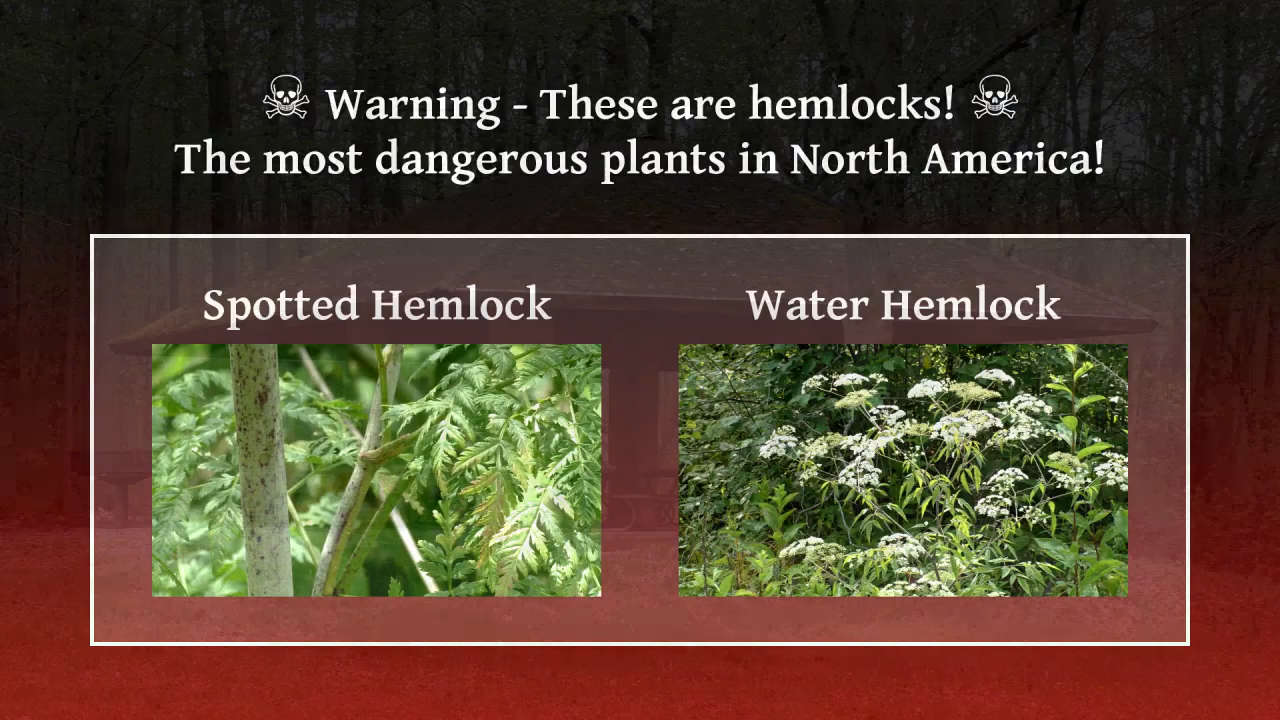 ☠ Warning - These are hemlocks! ☠
The most dangerous plants in North America!
Spotted Hemlock
Water Hemlock